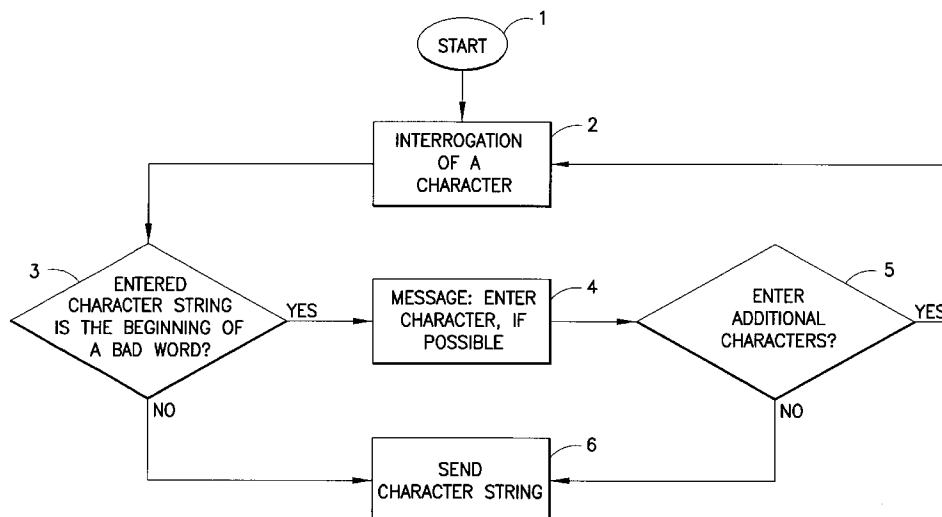 1
START
2
INTERROGATION
OF A
CHARACTER
3
ENTERED
CHARACTER STRING
IS THE BEGINNING OF
A BAD WORD?
YES
NO
4
MESSAGE: ENTER
CHARACTER, IF
POSSIBLE
5
ENTER
ADDITIONAL
CHARACTERS?
YES
NO
6
SEND
CHARACTER STRING